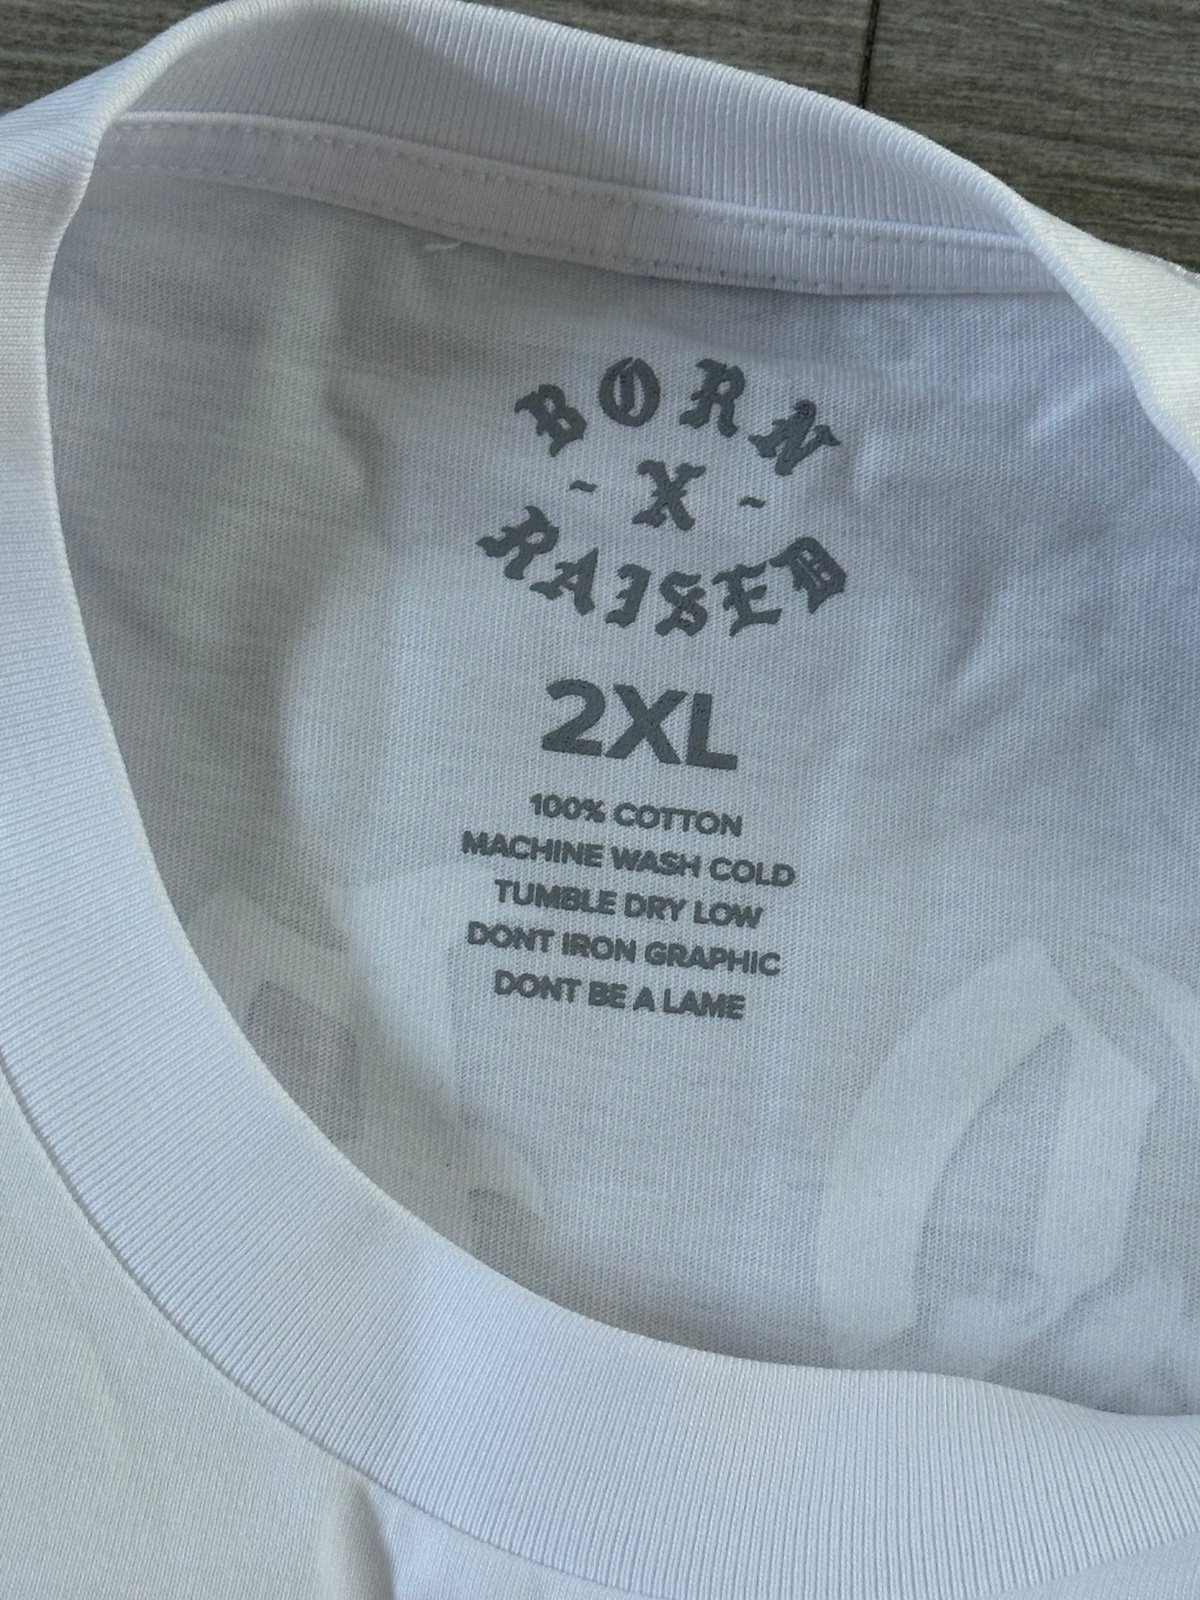 BORN
~ X ~
RAISED
2XL
100% COTTON
MACHINE WASH COLD
TUMBLE DRY LOW
DONT IRON GRAPHIC
DONT BE A LAME